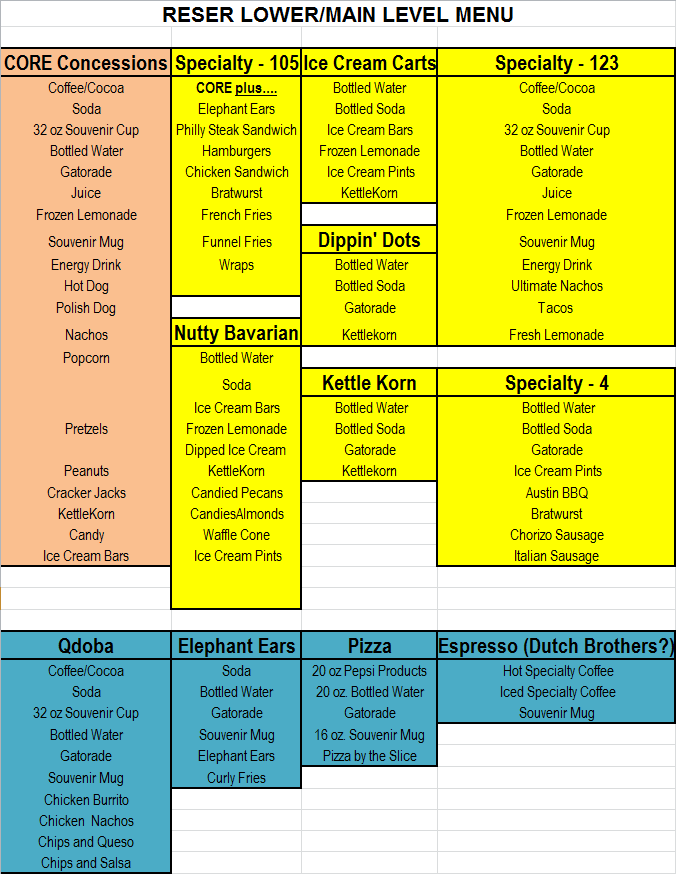 RESER LOWER/MAIN LEVEL MENU
CORE Concessions
Coffee/Cocoa
Soda
32 oz Souvenir Cup
Bottled Water
Gatorade
Juice
Frozen Lemonade
Souvenir Mug
Energy Drink
Hot Dog
Polish Dog
Nachos
Popcorn
Pretzels
Peanuts
Cracker Jacks
KettleKorn
Candy
Ice Cream Bars
Specialty - 105
CORE plus....
Elephant Ears
Philly Steak Sandwich
Hamburgers
Chicken Sandwich
Bratwurst
French Fries
Funnel Fries
Wraps
Nutty Bavarian
Bottled Water
Soda
Ice Cream Bars
Frozen Lemonade
Dipped Ice Cream
KettleKorn
Candied Pecans
CandiesAlmonds
Waffle Cone
Ice Cream Pints
Ice Cream Carts
Bottled Water
Bottled Soda
Ice Cream Bars
Frozen Lemonade
Ice Cream Pints
KettleKorn
Dippin' Dots
Bottled Water
Bottled Soda
Gatorade
Kettlekorn
Kettle Korn
Bottled Water
Bottled Soda
Gatorade
Kettlekorn
Specialty - 123
Coffee/Cocoa
Soda
32 oz Souvenir Cup
Bottled Water
Gatorade
Juice
Frozen Lemonade
Souvenir Mug
Energy Drink
Ultimate Nachos
Tacos
Fresh Lemonade
Specialty - 4
Bottled Water
Bottled Soda
Gatorade
Ice Cream Pints
Austin BBQ
Bratwurst
Chorizo Sausage
Italian Sausage
Qdoba
Coffee/Cocoa
Soda
32 oz Souvenir Cup
Bottled Water
Gatorade
Souvenir Mug
Chicken Burrito
Chicken  Nachos
Chips and Queso
Chips and Salsa
Elephant Ears
Soda
Bottled Water
Gatorade
Souvenir Mug
Elephant Ears
Curly Fries
Pizza
20 oz Pepsi Products
20 oz. Bottled Water
Gatorade
16 oz. Souvenir Mug
Pizza by the Slice
Espresso (Dutch Brothers?)
Hot Specialty Coffee
Iced Specialty Coffee
Souvenir Mug